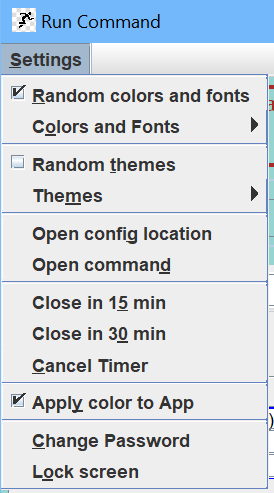 Run Command
Settings
Random colors and fonts
Colors and Fonts
Random themes
Themes
Open config location
Open command
Close in 15 min
Close in 30 min
Cancel Timer
Apply color to App
Change Password
Lock screen